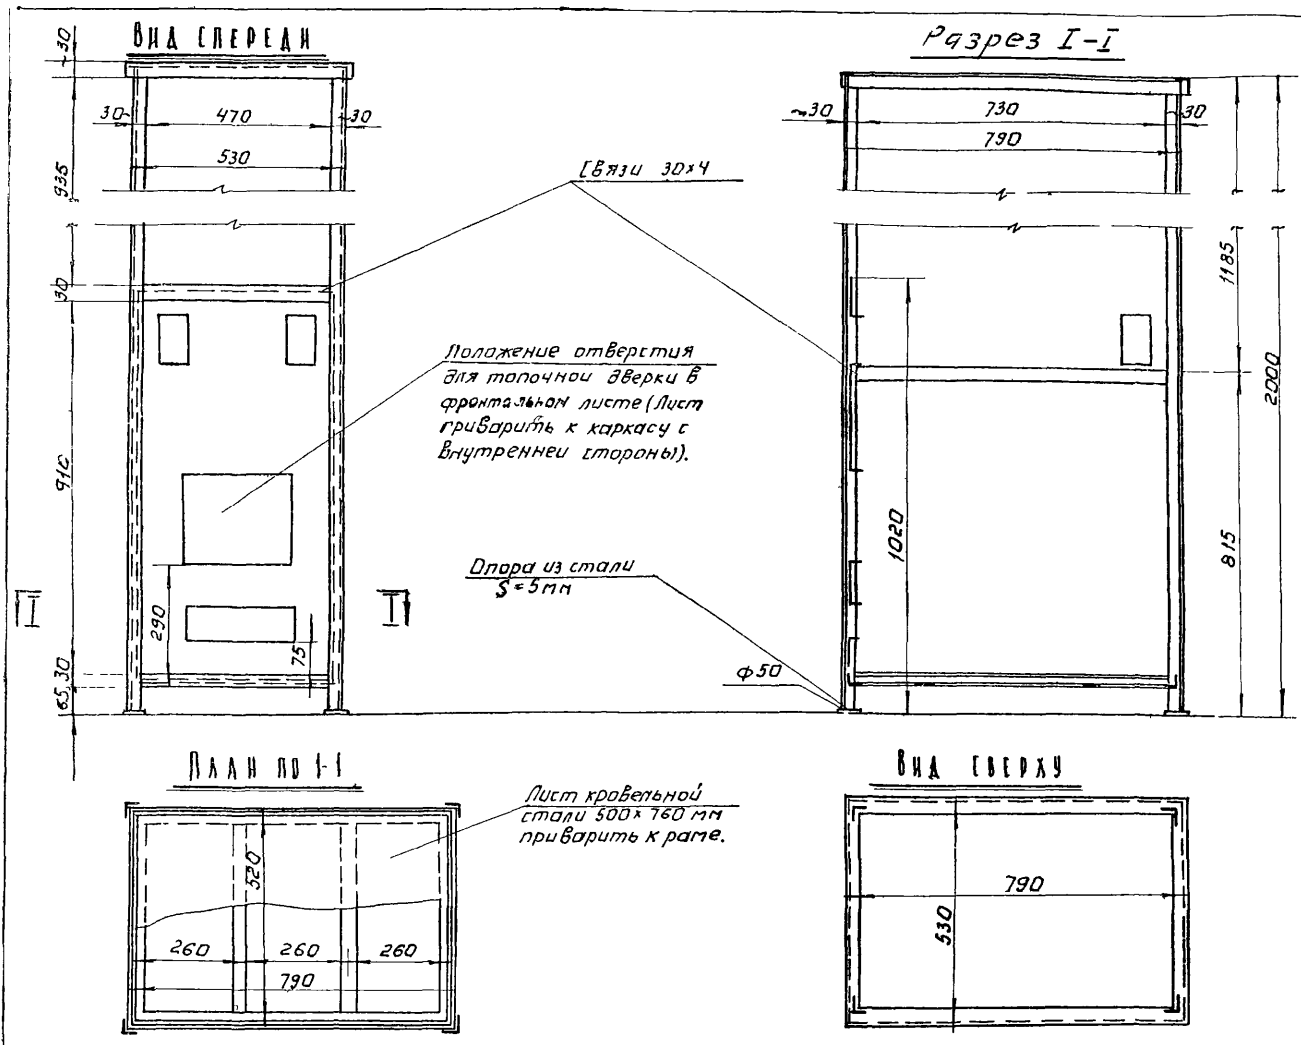 Вид спереди
Разрез I-I
~30
30
470
30
530
935
~30
730
30
790
Связи 30×4
30
1185
2000
Положение отверстия
для топочной дверки в
фронтальном листе (Лист
приварить к каркасу с
внутренней стороны).
910
1020
815
Опора из стали
S=5мм
I
I
290
75
ф50
65,30
План по I-I
Вид сверху
Лист кровельной
стали 500×760 мм
приварить к раме.
520
260
260
260
790
790
530